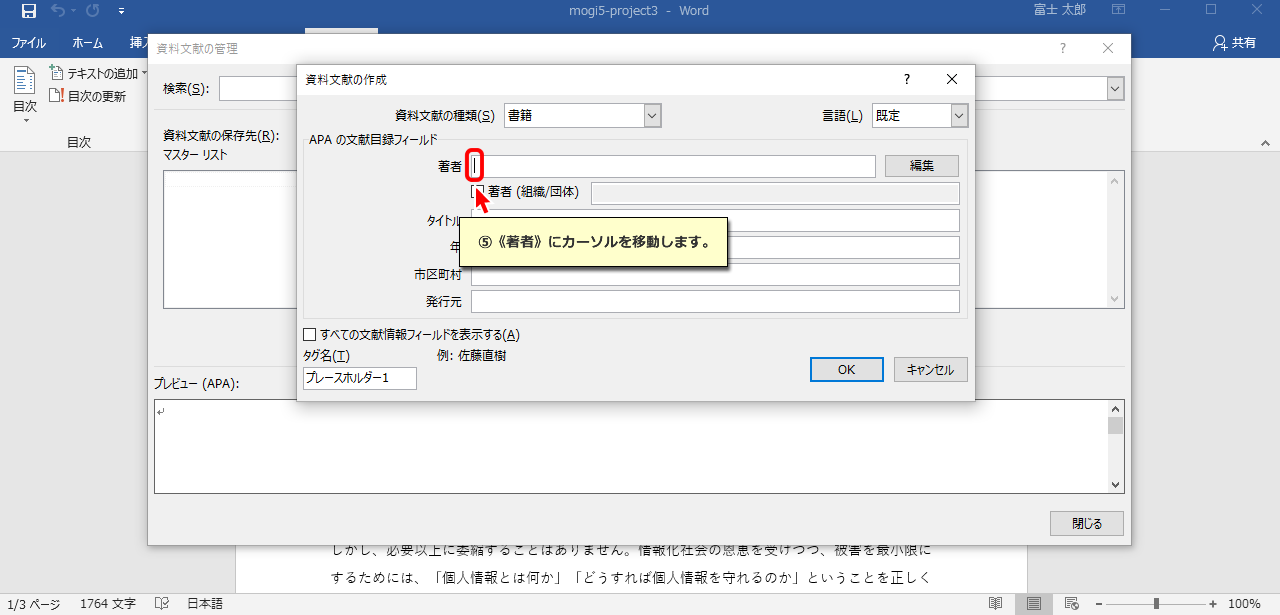 mogi5-project3 - Word
富士 太郎
ファイル
ホーム
挿入
共有
目次
テキストの追加
目次の更新
目次
資料文献の管理
?
検索(S):
資料文献の保存先(R):
マスター リスト
資料文献の作成
?
資料文献の種類(S)
書籍
言語(L)
既定
APA の文献目録フィールド
著者
編集
著者 (組織/団体)
タイトル
⑤《著者》にカーソルを移動します。
年
市区町村
発行元
すべての文献情報フィールドを表示する(A)
タグ名(T)
例: 佐藤直樹
プレースホルダー1
OK
キャンセル
プレビュー (APA):
閉じる
しかし、必要以上に委縮することはありません。情報化社会の恩恵を受けつつ、被害を最小限に
するためには、「個人情報とは何か」「どうすれば個人情報を守れるのか」ということを正しく
1/3 ページ
1764 文字
日本語
100%